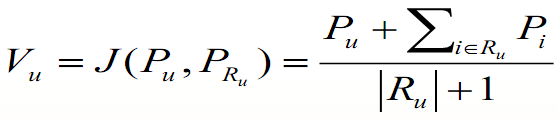 V_u = J(P_u, P_{R_u}) = \frac{P_u + \sum_{i \in R_u} P_i}{|R_u| + 1}